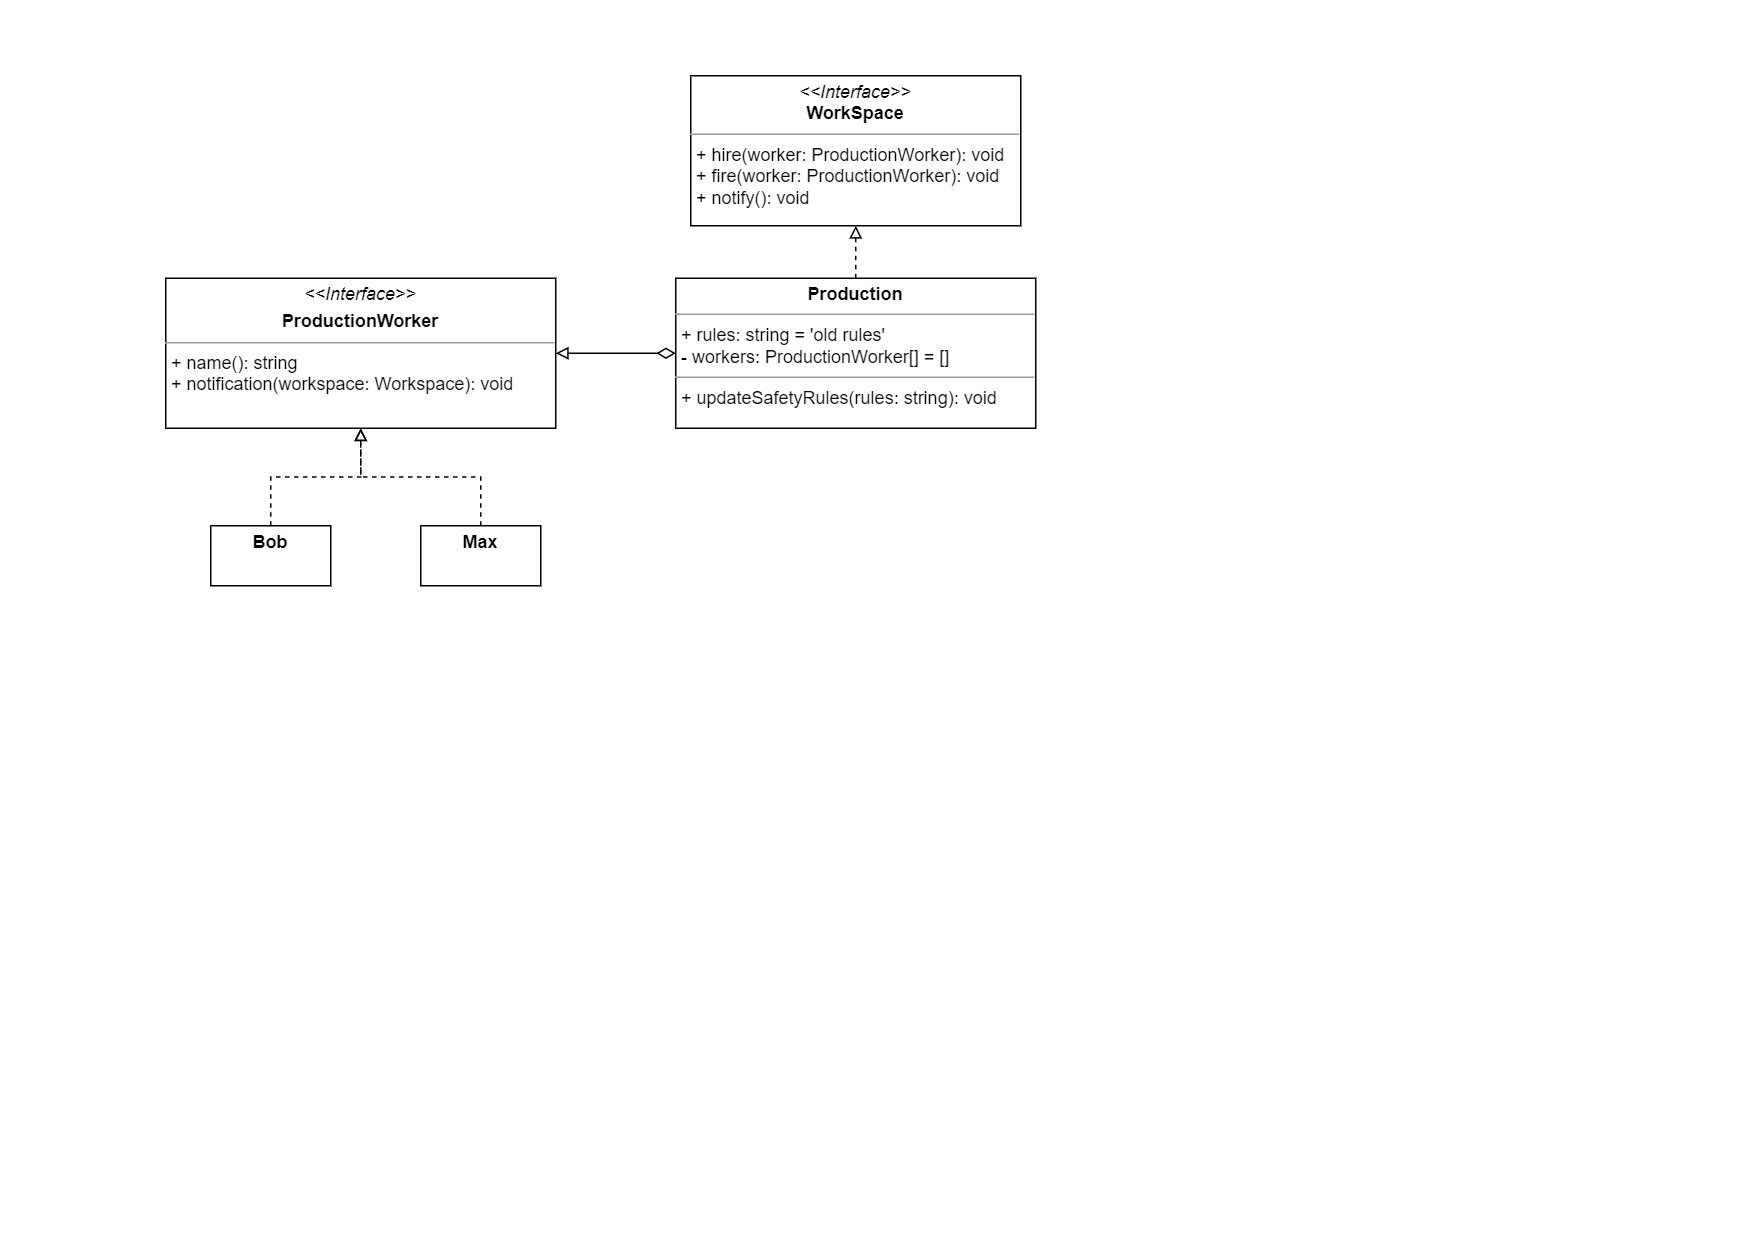 <<Interface>>
WorkSpace
+ hire(worker: ProductionWorker): void
+ fire(worker: ProductionWorker): void
+ notify(): void
<<Interface>>
ProductionWorker
+ name(): string
+ notification(workspace: Workspace): void
Production
+ rules: string = 'old rules'
- workers: ProductionWorker[] = []
+ updateSafetyRules(rules: string): void
Bob
Max